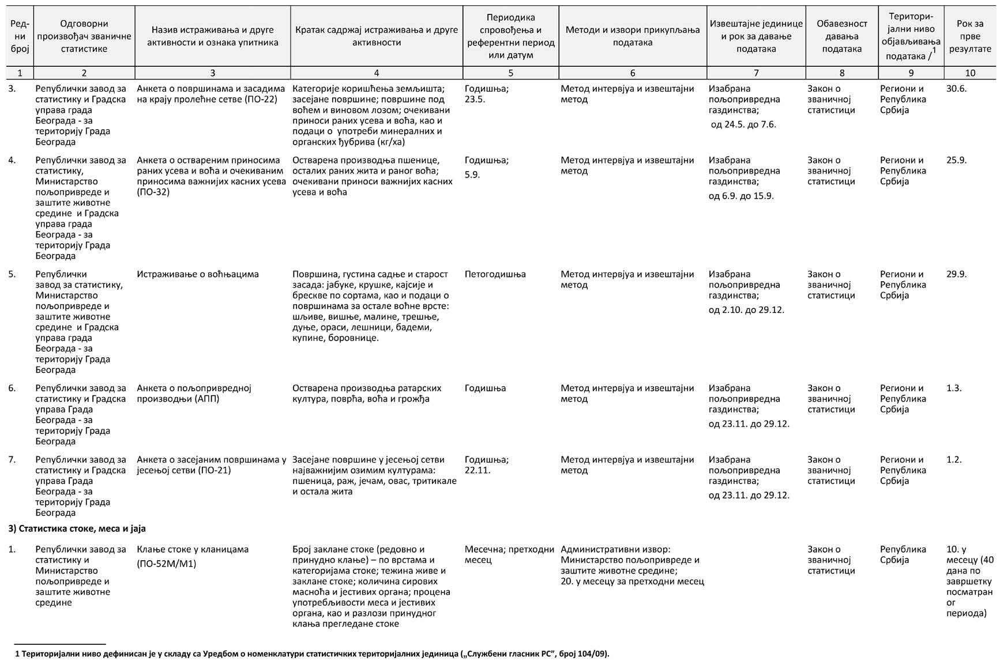 Ред-
ни
број
Одговорни
произвођач званичне
статистике
Назив истраживања и друге
активности и ознака упитника
Кратак садржај истраживања и друге
активности
Периодика
спровођења и
референтни период
или датум
Методи и извори прикупљања
података
Извештајне јединице
и рок за давање
података
Обавезност
давања
података
Територи-
јални ниво
објављивања
података /1
Рок за
прве
резултате
1 2 3 4 5 6 7 8 9 10
3.
Републички завод за
статистику и Градска
управа града
Београда - за
територију Града
Београда
Анкета о површинама и засадима
на крају пролећне сетве (ПО-22)
Категорије коришћења земљишта;
засејане површине; површине под
воћем и виновом лозом; очекивани
приноси раних усева и воћа, као и
подаци о употреби минералних и
органских ђубрива (кг/ха)
Годишња;
23.5.
Метод интервјуа и извештајни
метод
Изабрана
пољопривредна
газдинства;
од 24.5. до 7.6.
Закон о
званичној
статистици
Региони и
Република
Србија
30.6.
4.
Републички завод за
статистику,
Министарство
пољопривреде и
заштите животне
средине и Градска
управа града
Београда - за
територију Града
Београда
Анкета о оствареним приносима
раних усева и воћа и очекиваним
приносима важнијих касних усева
(ПО-32)
Остварена производња пшенице,
осталих раних жита и раног воћа;
очекивани приноси важнијих касних
усева и воћа
Годишња;
5.9.
Метод интервјуа и извештајни
метод
Изабрана
пољопривредна
газдинства;
од 6.9. до 15.9.
Закон о
званичној
статистици
Региони и
Република
Србија
25.9.
5.
Републички
завод за статистику,
Министарство
пољопривреде и
заштите животне
средине и Градска
управа града
Београда - за
територију Града
Београда
Истраживање о воћњацима
Површина, густина садње и старост
засада: јабуке, крушке, кајсије и
брескве по сортама, као и подаци о
површинама за остале воћне врсте:
шљиве, вишње, малине, трешње,
дуње, ораси, лешници, бадеми,
купине, боровнице.
Петогодишња
Метод интервјуа и извештајни
метод
Изабрана
пољопривредна
газдинства;
од 2.10. до 29.12.
Закон о
званичној
статистици
Региони и
Република
Србија
29.9.
6.
Републички завод за
статистику и Градска
управа Града
Београда - за
територију Града
Београда
Анкета о пољопривредној
производњи (АПП)
Остварена производња ратарских
култура, поврћа, воћа и грожђа
Годишња
Метод интервјуа и извештајни
метод
Изабрана
пољопривредна
газдинства;
од 23.11. до 29.12.
Закон о
званичној
статистици
Региони и
Република
Србија
1.3.
7.
Републички завод за
статистику и Градска
управа Града
Београда - за
територију Града
Београда
Анкета о засејаним површинама у
јесењој сетви (ПО-21)
Засејане површине у јесењој сетви
најважнијим озимим културама:
пшеница, раж, јечам, овас, тритикале
и остала жита
Годишња;
22.11.
Метод интервјуа и извештајни
метод
Изабрана
пољопривредна
газдинства;
од 23.11. до 29.12.
Закон о
званичној
статистици
Региони и
Република
Србија
1.2.
3) Статистика стоке, меса и јаја
1.
Републички завод за
статистику и
Министарство
пољопривреде и
заштите животне
средине
Клање стоке у кланицама
(ПО-52М/М1)
Број заклане стоке (редовно и
принудно клање) – по врстама и
категоријама стоке; тежина живе и
заклане стоке; количина сирових
масноћа и јестивих органа; процена
употребљивости меса и јестивих
органа, као и разлози принудног
клања прегледане стоке
Месечна; претходни
месец
Административни извор:
Министарство пољопривреде и
заштите животне средине;
20. у месецу за претходни месец
Закон о
званичној
статистици
Република
Србија
10. у
месецу (40
дана по
завршетку
посматран
ог
периода)
1 Територијални ниво дефинисан је у складу са Уредбом о номенклатури статистичких територијалних јединица („Службени гласник РС”, број 104/09).